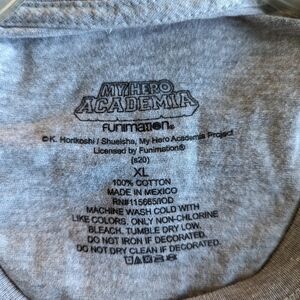 MY HERO
ACADEMIA
FUNIMATION®
©K. Horikoshi / Shueisha, My Hero Academia Project
Licensed by Funimation®
(s20)
XL
100% COTTON
MADE IN MEXICO
RN#115665/IOD
MACHINE WASH COLD WITH
LIKE COLORS, ONLY NON-CHLORINE
BLEACH. TUMBLE DRY LOW.
DO NOT IRON IF DECORATED.
DO NOT DRY CLEAN IF DECORATED.